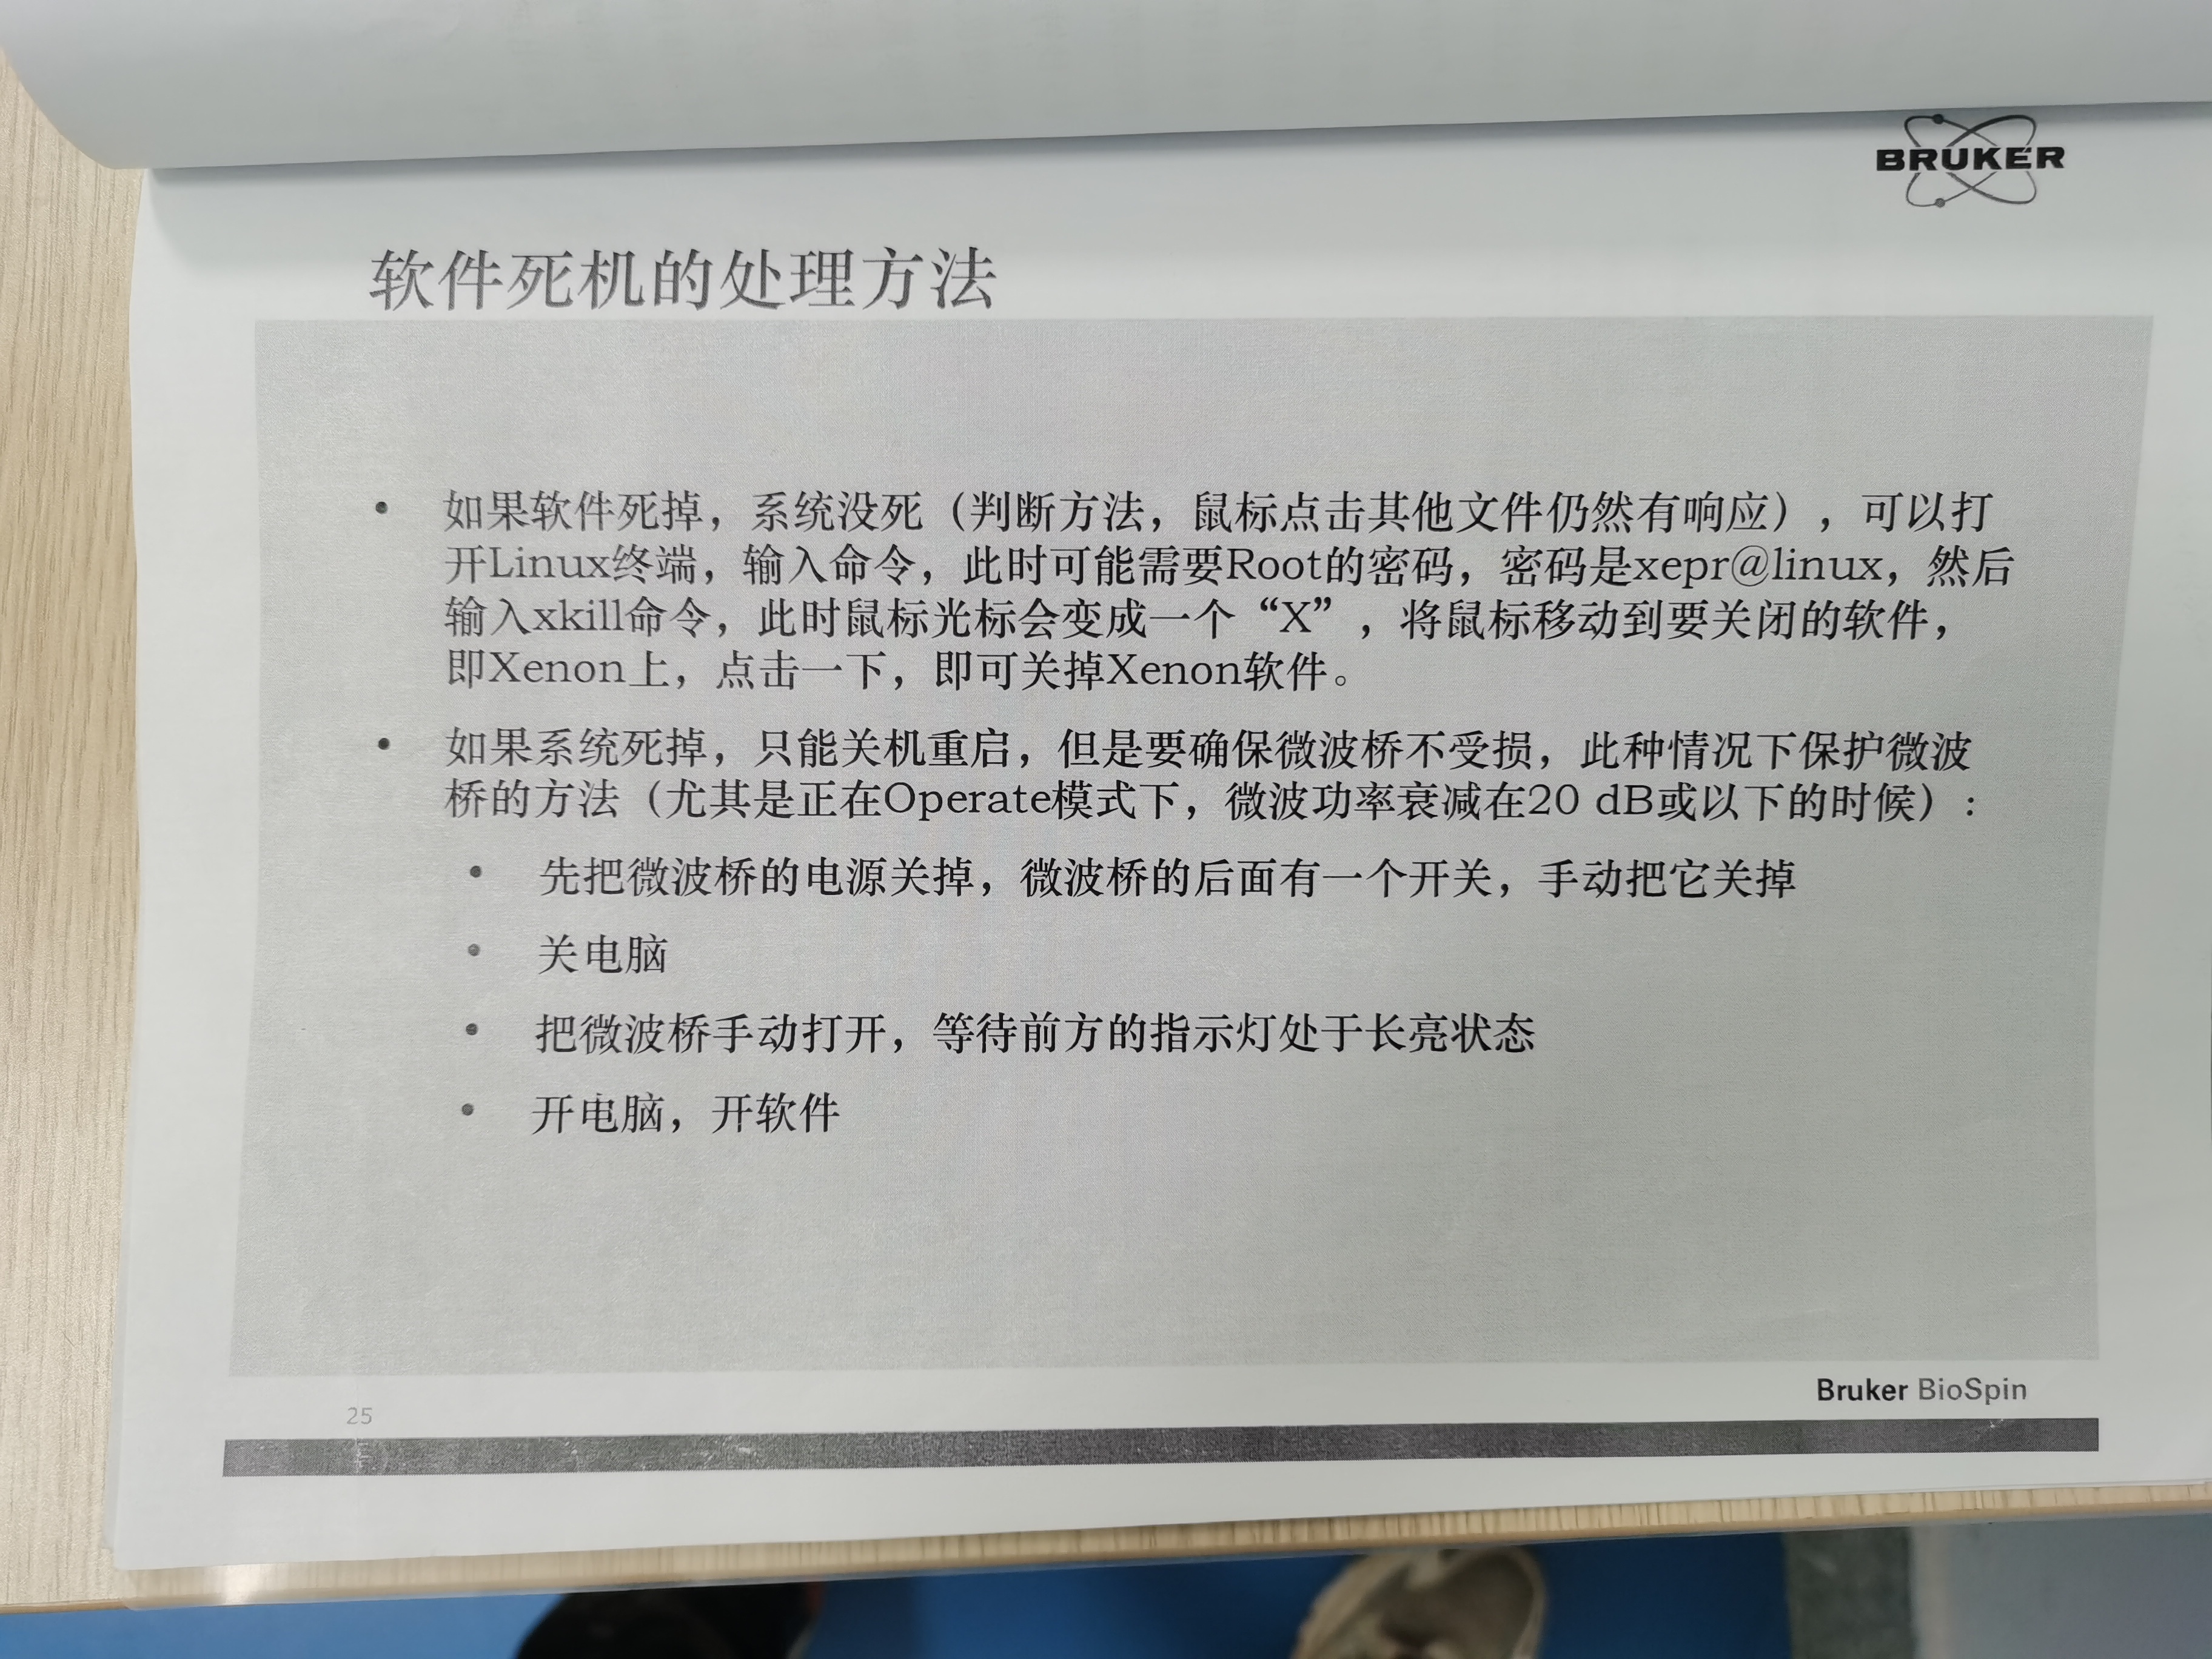 BRUKER
软件死机的处理方法
• 如果软件死掉，系统没死（判断方法，鼠标点击其他文件仍然有响应），可以打
开Linux终端，输入命令，此时可能需要Root的密码，密码是xepr@linux，然后
输入xkill命令，此时鼠标光标会变成一个“X”，将鼠标移动到要关闭的软件，
即Xenon上，点击一下，即可关掉Xenon软件。
• 如果系统死掉，只能关机重启，但是要确保微波桥不受损，此种情况下保护微波
桥的方法（尤其是正在Operate模式下，微波功率衰减在20 dB或以下的时候）：
• 先把微波桥的电源关掉，微波桥的后面有一个开关，手动把它关掉
• 关电脑
• 把微波桥手动打开，等待前方的指示灯处于长亮状态
• 开电脑，开软件
Bruker BioSpin
25